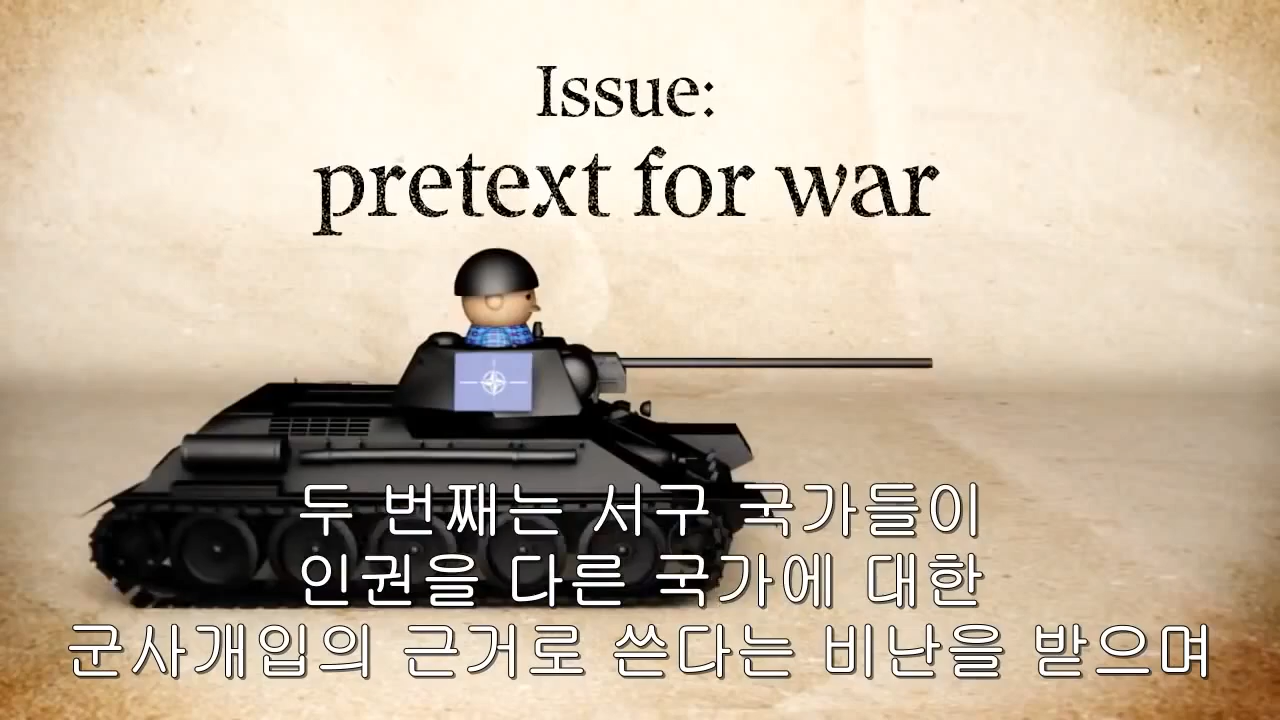 Issue:
pretext for war
두 번째는 서구 국가들이
인권을 다른 국가에 대한
군사개입의 근거로 쓴다는 비난을 받으며